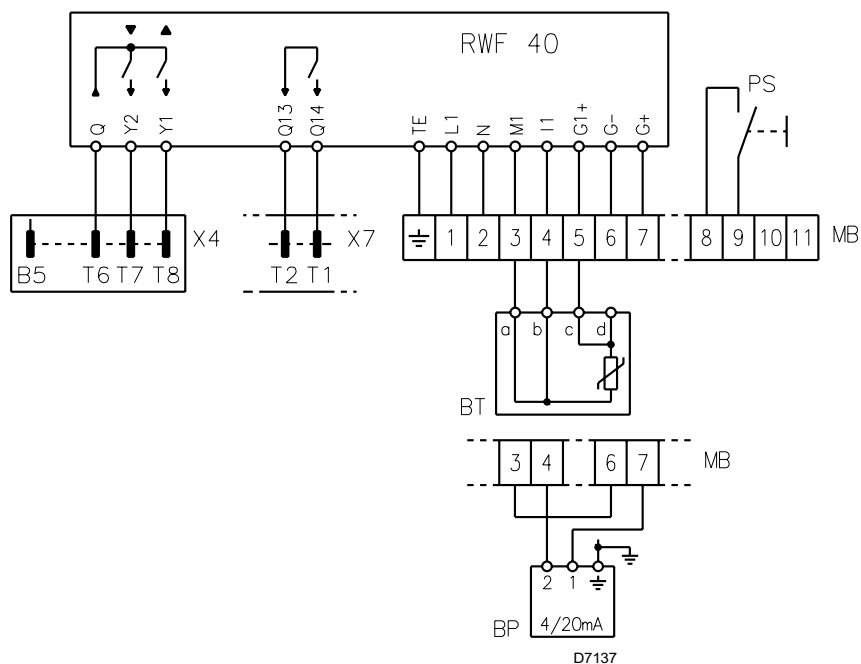 RWF 40
PS
Q Y2 Y1 Q13 Q14 TE L1 N M1 I1 G1+ G- G+
B5 T6 T7 T8 X4
T2 T1 X7
1 2 3 4 5 6 7 8 9 10 11 MB
a b c d
BT
3 4 6 7 MB
2 1
BP 4/20mA
D7137